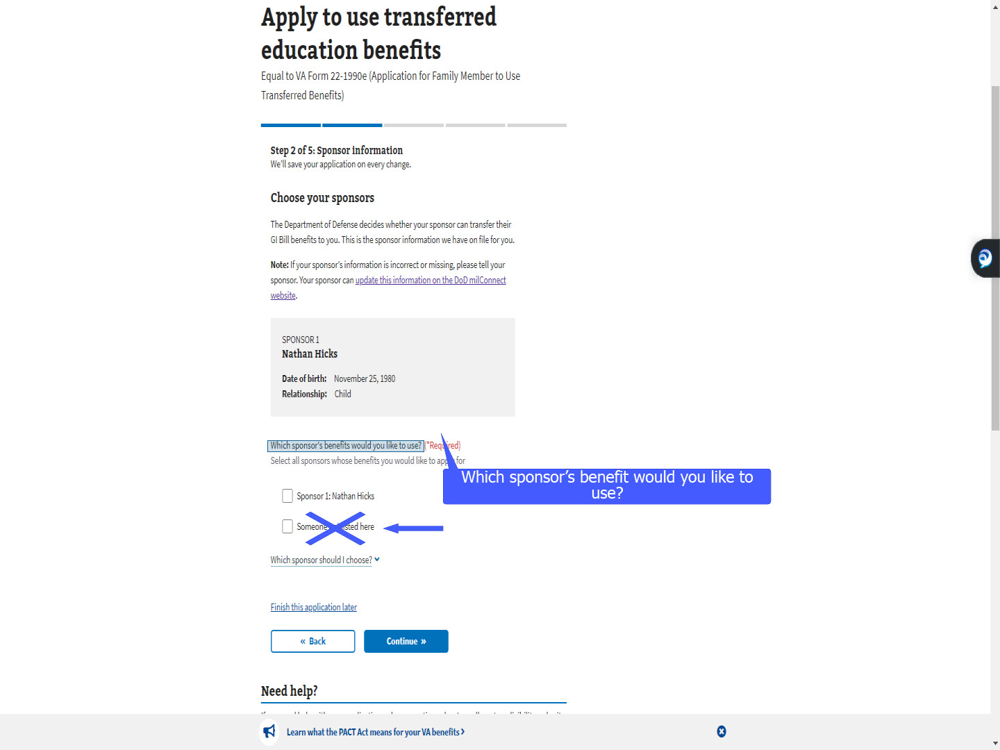 Apply to use transferred
education benefits
Equal to VA Form 22-1990e (Application for Family Member to Use
Transferred Benefits)
Step 2 of 5: Sponsor information
We'll save your application on every change.
Choose your sponsors
The Department of Defense decides whether your sponsor can transfer their
GI Bill benefits to you. This is the sponsor information we have on file for you.
Note: If your sponsor's information is incorrect or missing, please tell your
sponsor. Your sponsor can update this information on the DoD milConnect
website.
SPONSOR 1
Nathan Hicks
Date of birth: November 25, 1980
Relationship: Child
Which sponsor's benefits would you like to use? (*Required)
Select all sponsors whose benefits you would like to apply for
Which sponsor's benefit would you like to
use?
Sponsor 1: Nathan Hicks
Someone listed here
Which sponsor should I choose?
Finish this application later
« Back
Continue »
Need help?
Learn what the PACT Act means for your VA benefits ›